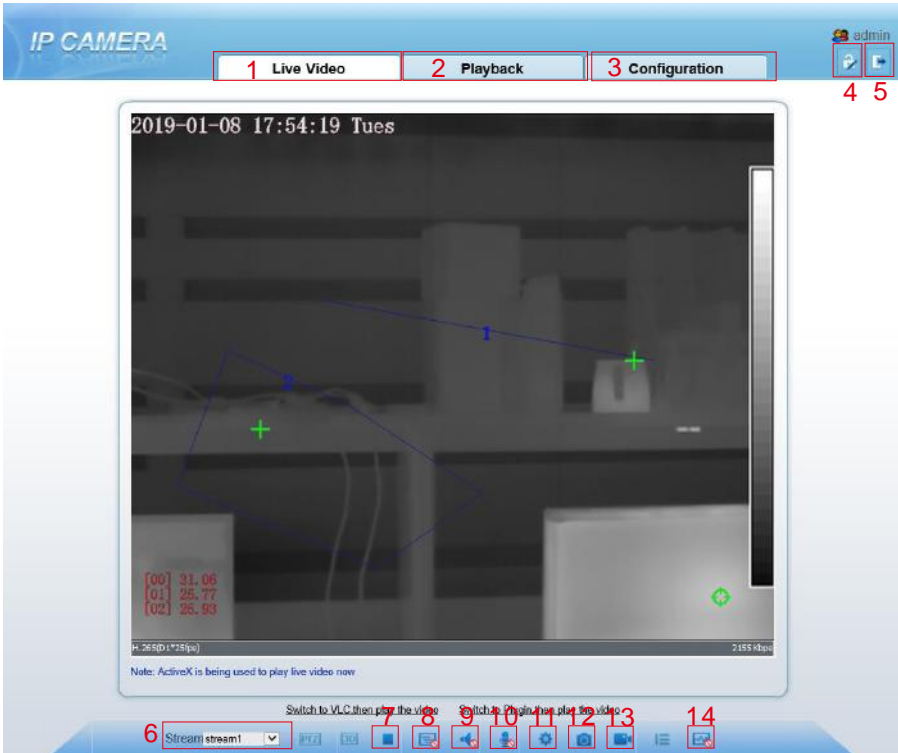 IP CAMERA
admin
1 Live Video 2 Playback 3 Configuration
4 5
2019-01-08 17:54:19 Tues
1
2
[00] 31.06
[01] 26.77
[02] 26.93
H.265(D1*25fps) 2155 Kbps
Note: ActiveX is being used to play live video now
Switch to VLC,then play the video Switch to Plugin,then play the video
6 Stream stream1 PTZ 3D 7 8 9 10 11 12 13 14